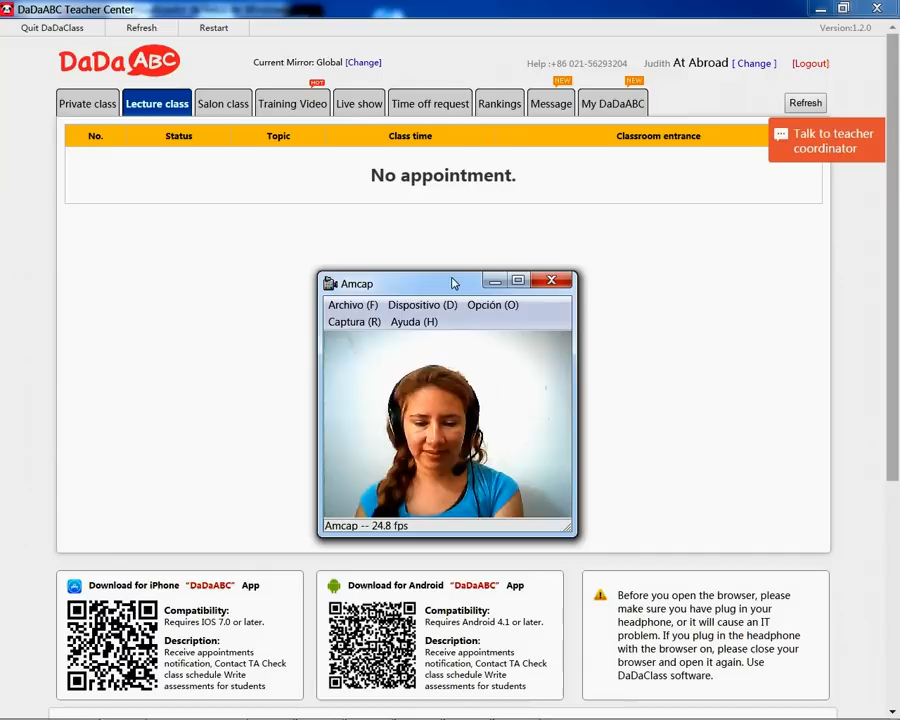 DaDaABC Teacher Center
Quit DaDaClass Refresh Restart Version:1.2.0
DaDa ABC Current Mirror: Global [Change] Help :+86 021-56293204 Judith At Abroad [ Change ] [Logout]
HOT NEW NEW
Private class Lecture class Salon class Training Video Live show Time off request Rankings Message My DaDaABC Refresh
No. Status Topic Class time Classroom entrance
Talk to teacher
coordinator
No appointment.
Amcap
Archivo (F) Dispositivo (D) Opción (O)
Captura (R) Ayuda (H)
Amcap -- 24.8 fps
Download for iPhone "DaDaABC" App
Compatibility:
Requires IOS 7.0 or later.
Description:
Receive appointments
notification, Contact TA Check
class schedule Write
assessments for students
Download for Android "DaDaABC" App
Compatibility:
Requires Android 4.1 or later.
Description:
Receive appointments
notification, Contact TA Check
class schedule Write
assessments for students
Before you open the browser, please
make sure you have plug in your
headphone, or it will cause an IT
problem. If you plug in the headphone
with the browser on, please close your
browser and open it again. Use
DaDaClass software.